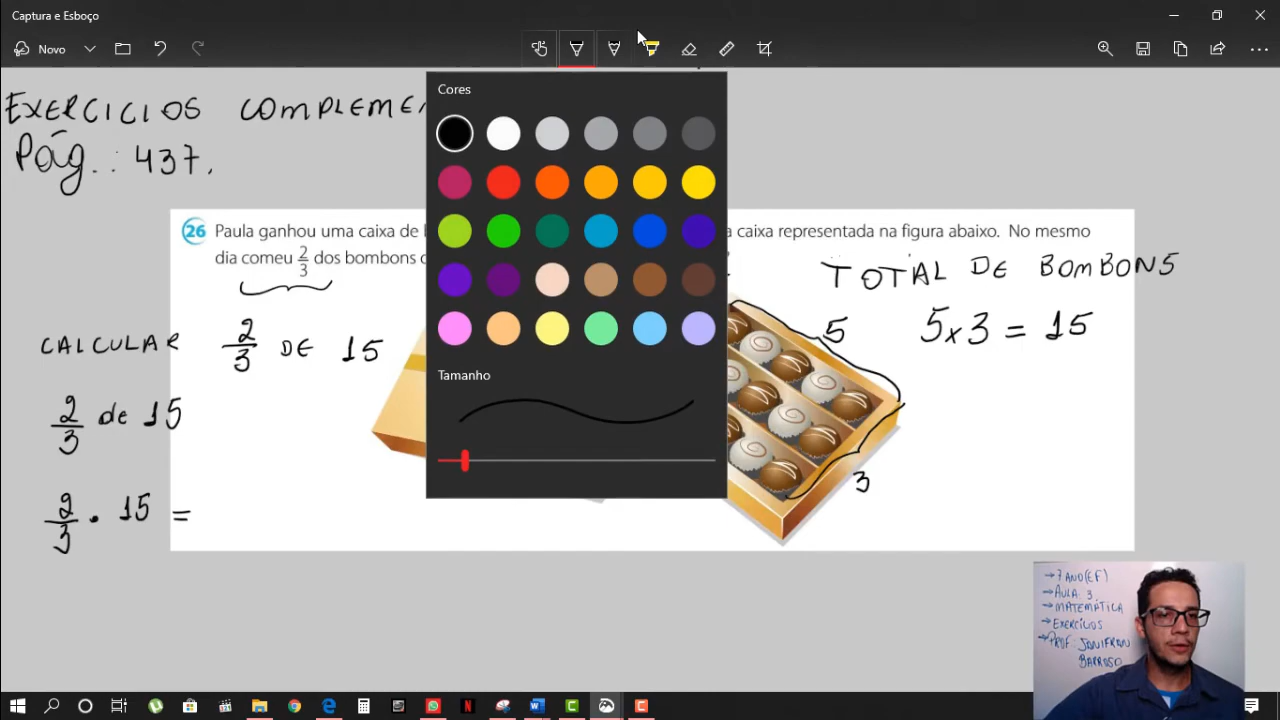 Captura e Esboço
Novo
EXERCICIOS COMPLEME
Pág.: 437.
Cores
Tamanho
26 Paula ganhou uma caixa de
caixa representada na figura abaixo. No mesmo
dia comeu 2/3 dos bombons
TOTAL DE BOMBONS
5x3 = 15
5
3
CALCULAR 2/3 DE 15
2/3 de 15
2/3 . 15 =
→ 7 ANO (EF)
→ AULA 3
→ MATEMÁTICA
→ EXERCÍCIOS
→ PROF: JONIFRAN
BARROSO